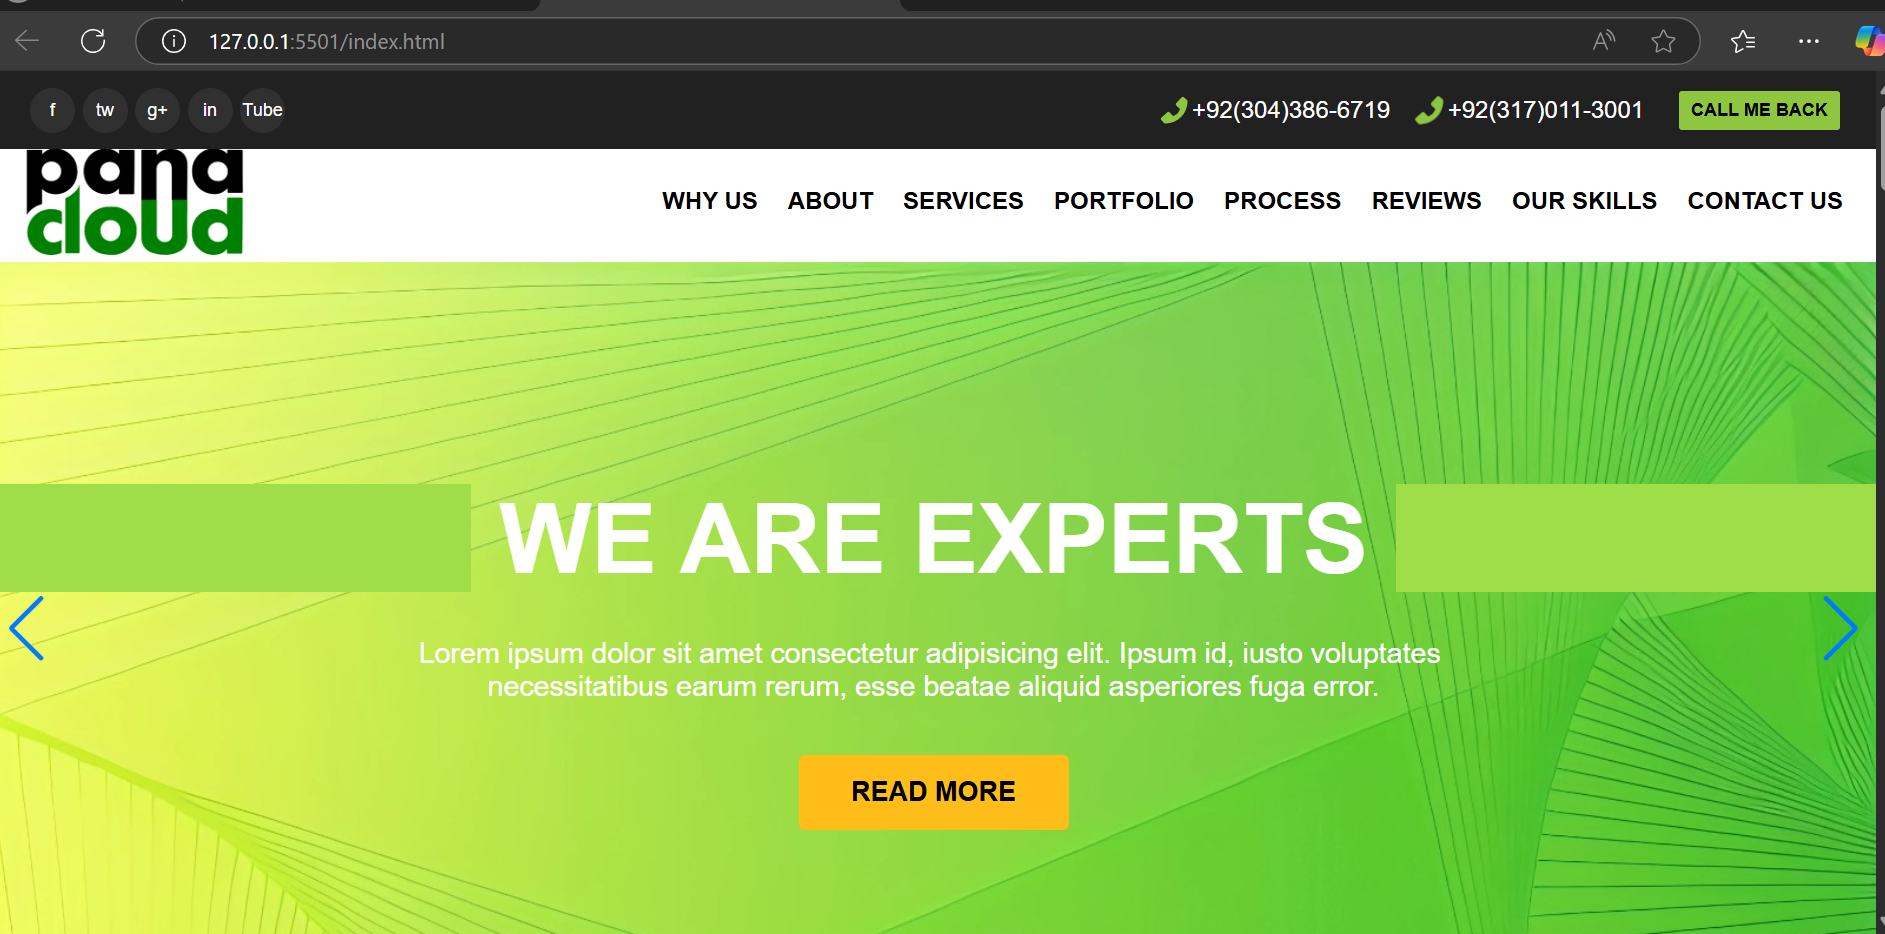 127.0.0.1:5501/index.html
f tw g+ in Tube +92(304)386-6719 +92(317)011-3001 CALL ME BACK
pana
cloud
WHY US ABOUT SERVICES PORTFOLIO PROCESS REVIEWS OUR SKILLS CONTACT US
WE ARE EXPERTS
Lorem ipsum dolor sit amet consectetur adipisicing elit. Ipsum id, iusto voluptates
necessitatibus earum rerum, esse beatae aliquid asperiores fuga error.
READ MORE